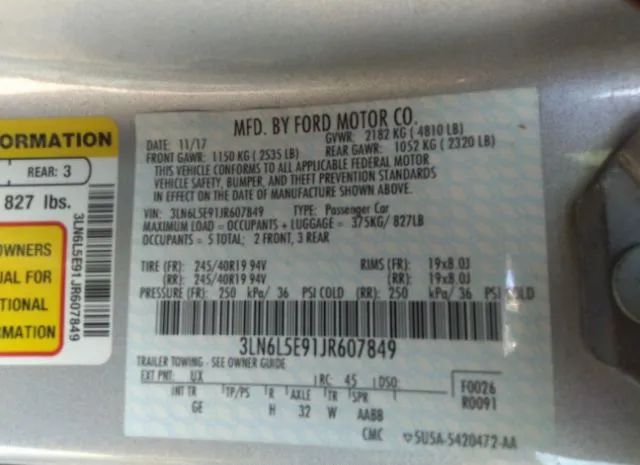 ORMATION
REAR: 3
827 lbs.
OWNERS
UAL FOR
TIONAL
FORMATION
3LN6L5E91JR607849
MFD. BY FORD MOTOR CO.
DATE: 11/17 GVWR: 2182 KG ( 4810 LB)
FRONT GAWR: 1150 KG ( 2535 LB) REAR GAWR: 1052 KG ( 2320 LB)
THIS VEHICLE CONFORMS TO ALL APPLICABLE FEDERAL MOTOR
VEHICLE SAFETY, BUMPER, AND THEFT PREVENTION STANDARDS
IN EFFECT ON THE DATE OF MANUFACTURE SHOWN ABOVE.
VIN: 3LN6L5E91JR607849 TYPE: Passenger Car
MAXIMUM LOAD = OCCUPANTS + LUGGAGE = 375KG/ 827LB
OCCUPANTS = 5 TOTAL; 2 FRONT, 3 REAR
TIRE (FR): 245/40R19 94V RIMS (FR): 19x8.0J
(RR): 245/40R19 94V (RR): 19x8.0J
PRESSURE (FR): 250 kPa/ 36 PSI COLD (RR): 250 kPa/ 36 PSI COLD
3LN6L5E91JR607849
TRAILER TOWING - SEE OWNER GUIDE
EXT PNT: UX RC: 45 DSO:
INT TR TP/PS R AXLE TR SPR F0026
GE H 32 W AABB R0091
CMC 5U5A-5420472-AA